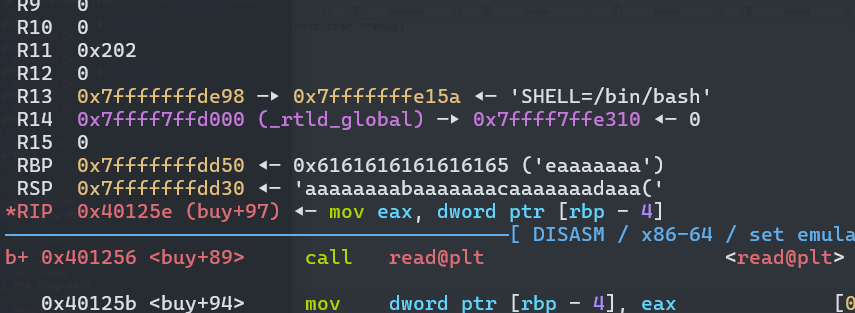 R9 0
R10 0
R11 0x202
R12 0
R13 0x7fffffffde98 —▸ 0x7fffffffe15a ◂— 'SHELL=/bin/bash'
R14 0x7ffff7ffd000 (_rtld_global) —▸ 0x7ffff7ffe310 ◂— 0
R15 0
RBP 0x7fffffffdd50 ◂— 0x6161616161616165 ('eaaaaaaa')
RSP 0x7fffffffdd30 ◂— 'aaaaaaaabaaaaaaacaaaaaaadaaa('
*RIP 0x40125e (buy+97) ◂— mov eax, dword ptr [rbp - 4]
[ DISASM / x86-64 / set emula
b+ 0x401256 <buy+89> call read@plt <read@plt>
0x40125b <buy+94> mov dword ptr [rbp - 4], eax [0